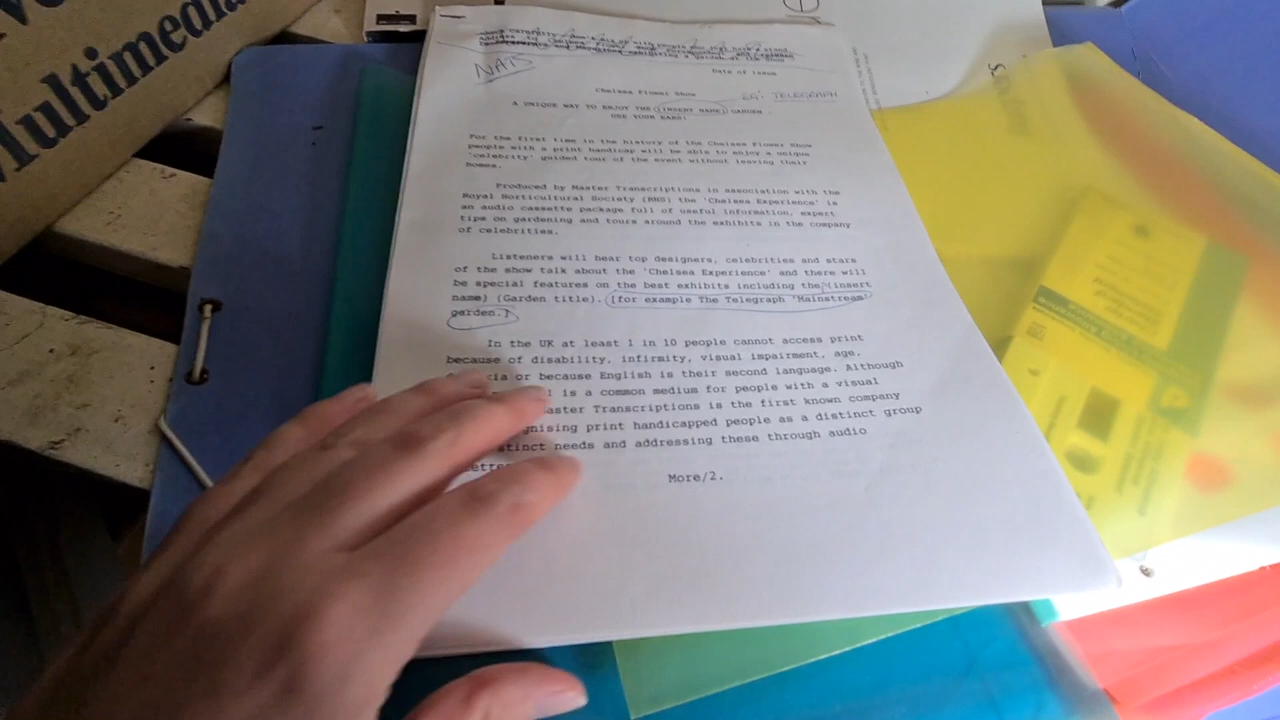 Multimedia
NATS
Date of issue
Chelsea Flower Show
EG: TELEGRAPH
A UNIQUE WAY TO ENJOY THE (INSERT NAME) GARDEN
USE YOUR EARS!
For the first time in the history of the Chelsea Flower Show
people with a print handicap will be able to enjoy a unique
'celebrity' guided tour of the event without leaving their
homes.
Produced by Master Transcriptions in association with the
Royal Horticultural Society (RHS) the 'Chelsea Experience' is
an audio cassette package full of useful information, expert
tips on gardening and tours around the exhibits in the company
of celebrities.
Listeners will hear top designers, celebrities and stars
of the show talk about the 'Chelsea Experience' and there will
be special features on the best exhibits including the (insert
name) (Garden title). [for example The Telegraph 'Mainstream'
garden.]
In the UK at least 1 in 10 people cannot access print
because of disability, infirmity, visual impairment, age,
or because English is their second language. Although
is a common medium for people with a visual
Master Transcriptions is the first known company
gnising print handicapped people as a distinct group
stinct needs and addressing these through audio
More/2.